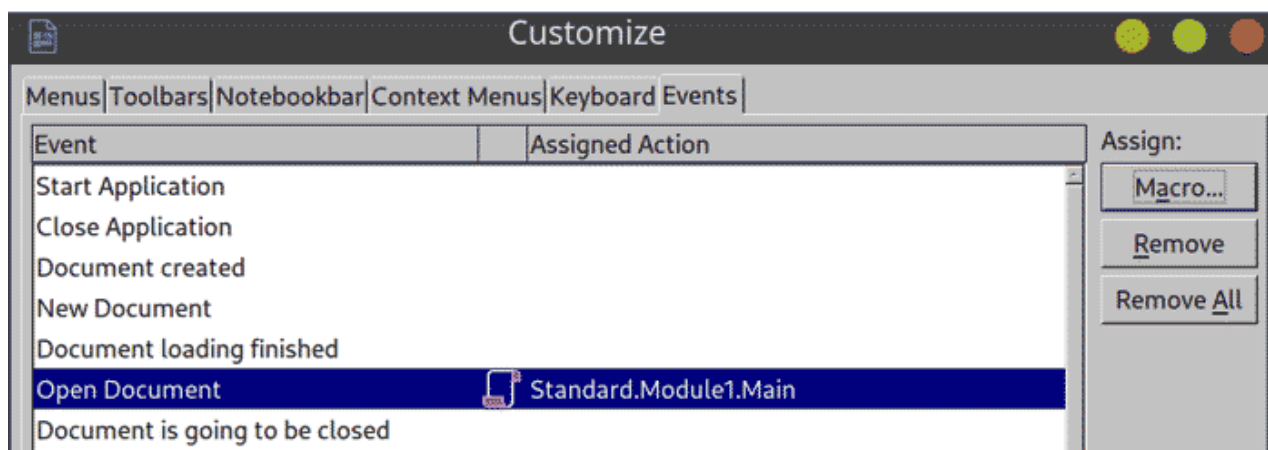 Customize
Menus Toolbars Notebookbar Context Menus Keyboard Events
Event Assigned Action Assign:
Start Application Macro...
Close Application
Document created Remove
New Document Remove All
Document loading finished
Open Document Standard.Module1.Main
Document is going to be closed